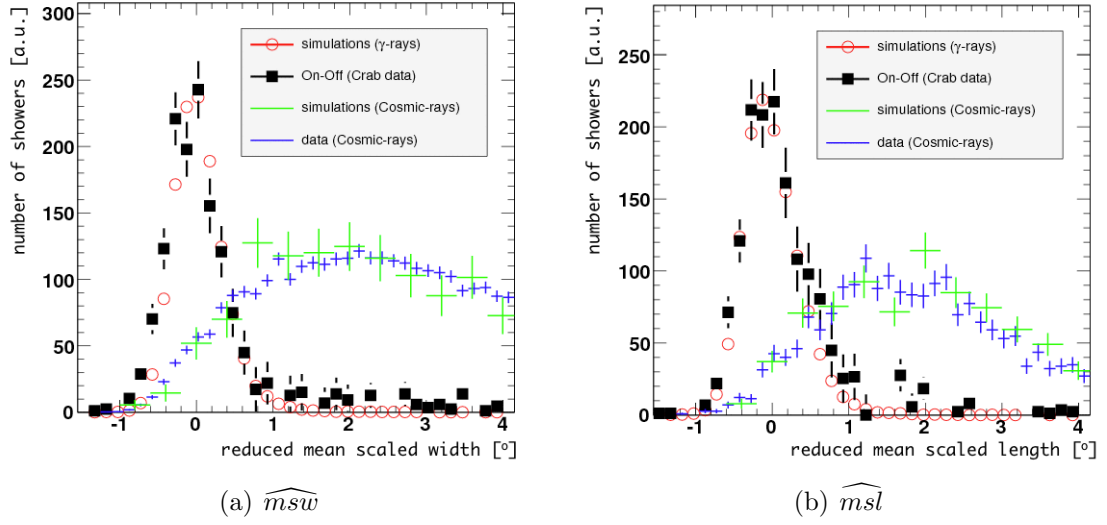 number of showers [a.u.]
300
250
200
150
100
50
0
simulations (γ-rays)
On-Off (Crab data)
simulations (Cosmic-rays)
data (Cosmic-rays)
-1 0 1 2 3 4
reduced mean scaled width [°]
(a) \widehat{msw}
number of showers [a.u.]
250
200
150
100
50
0
simulations (γ-rays)
On-Off (Crab data)
simulations (Cosmic-rays)
data (Cosmic-rays)
-1 0 1 2 3 4
reduced mean scaled length [°]
(b) \widehat{msl}